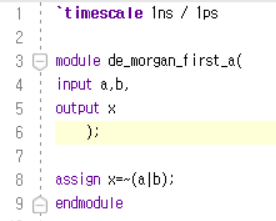 1 `timescale 1ns / 1ps
2
3 module de_morgan_first_a(
4 input a,b,
5 output x
6 );
7
8 assign x=~(a|b);
9 endmodule